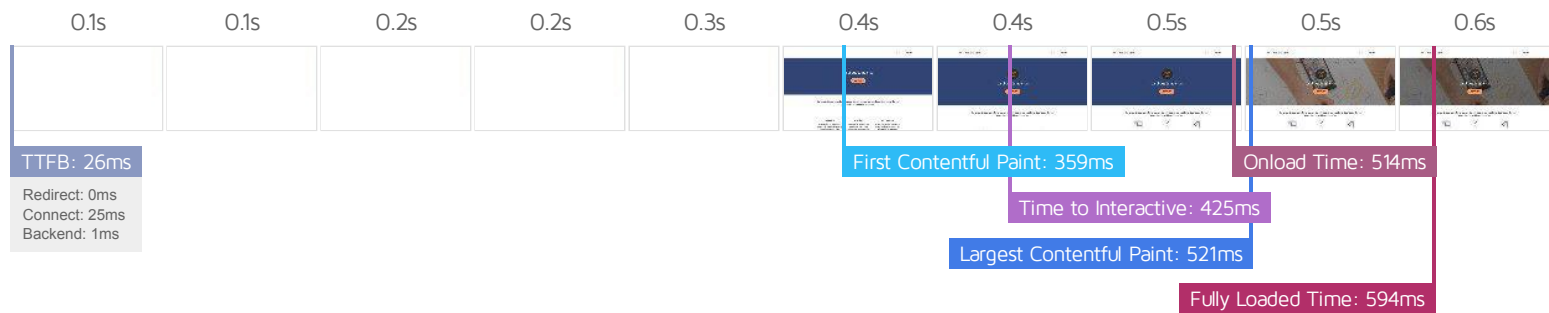 0.1s 0.1s 0.2s 0.2s 0.3s 0.4s 0.4s 0.5s 0.5s 0.6s
TTFB: 26ms
Redirect: 0ms
Connect: 25ms
Backend: 1ms
First Contentful Paint: 359ms
Onload Time: 514ms
Time to Interactive: 425ms
Largest Contentful Paint: 521ms
Fully Loaded Time: 594ms